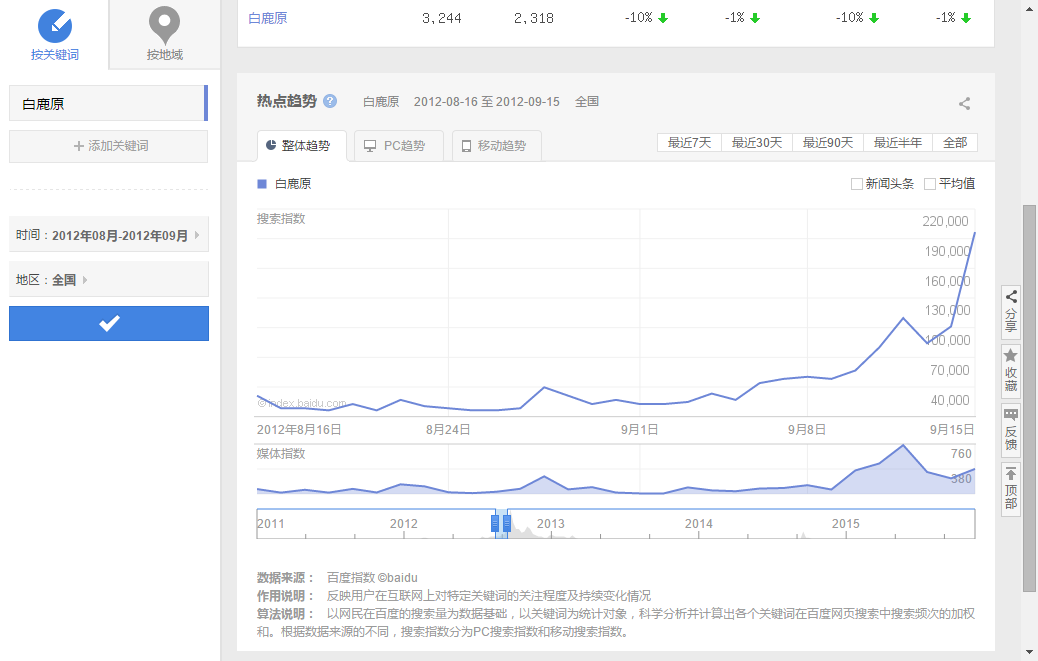 按关键词
按地域
白鹿原
+ 添加关键词
时间：2012年08月-2012年09月
地区：全国
白鹿原 3,244 2,318 -10% -1% -10% -1%
热点趋势 ? 白鹿原 2012-08-16 至 2012-09-15 全国
整体趋势 PC趋势 移动趋势 最近7天 最近30天 最近90天 最近半年 全部
白鹿原 新闻头条 平均值
搜索指数
220,000
190,000
160,000
130,000
100,000
70,000
40,000
©index.baidu.com
2012年8月16日 8月24日 9月1日 9月8日 9月15日
媒体指数
760
380
2011 2012 2013 2014 2015
数据来源： 百度指数 ©baidu
作用说明： 反映用户在互联网上对特定关键词的关注程度及持续变化情况
算法说明： 以网民在百度的搜索量为数据基础，以关键词为统计对象，科学分析并计算出各个关键词在百度网页搜索中搜索频次的加权
和。根据数据来源的不同，搜索指数分为PC搜索指数和移动搜索指数。
分享
收藏
反馈
顶部